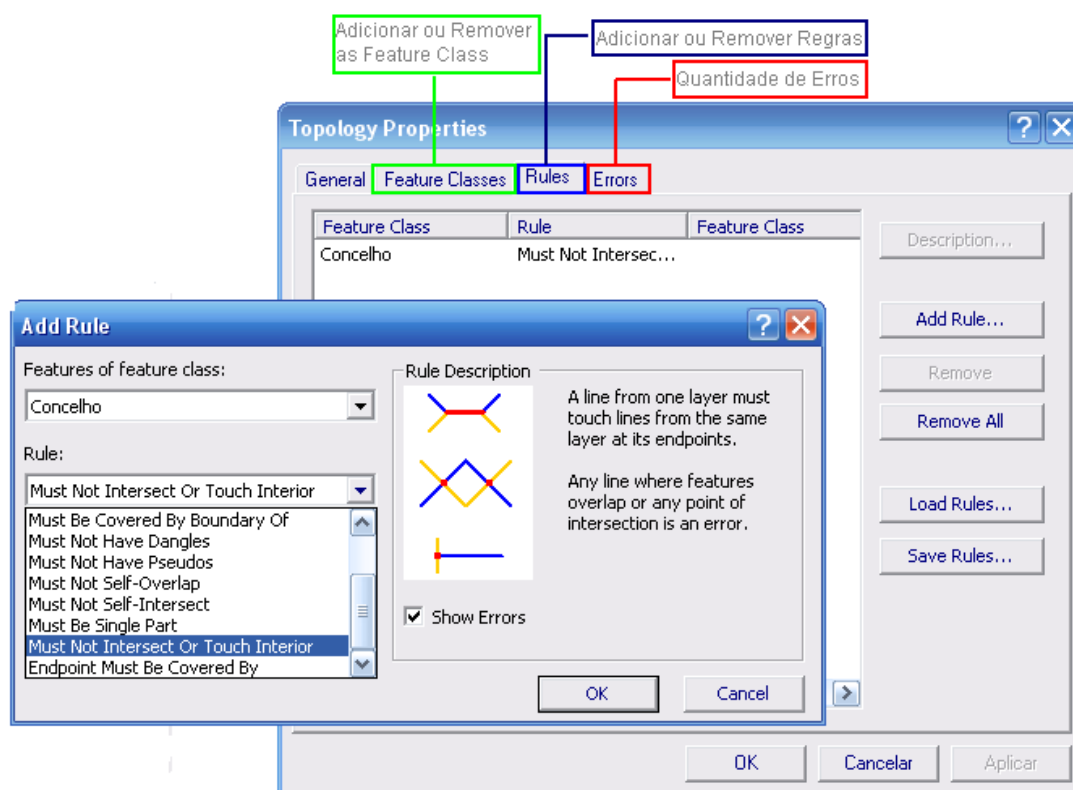 Adicionar ou Remover
as Feature Class
Adicionar ou Remover Regras
Quantidade de Erros
Topology Properties
General Feature Classes Rules Errors
Feature Class Rule Feature Class
Concelho Must Not Intersec...
Description...
Add Rule...
Remove
Remove All
Load Rules...
Save Rules...
Add Rule
Features of feature class:
Concelho
Rule:
Must Not Intersect Or Touch Interior
Must Be Covered By Boundary Of
Must Not Have Dangles
Must Not Have Pseudos
Must Not Self-Overlap
Must Not Self-Intersect
Must Be Single Part
Must Not Intersect Or Touch Interior
Endpoint Must Be Covered By
Rule Description
A line from one layer must
touch lines from the same
layer at its endpoints.
Any line where features
overlap or any point of
intersection is an error.
Show Errors
OK Cancel
OK Cancelar Aplicar